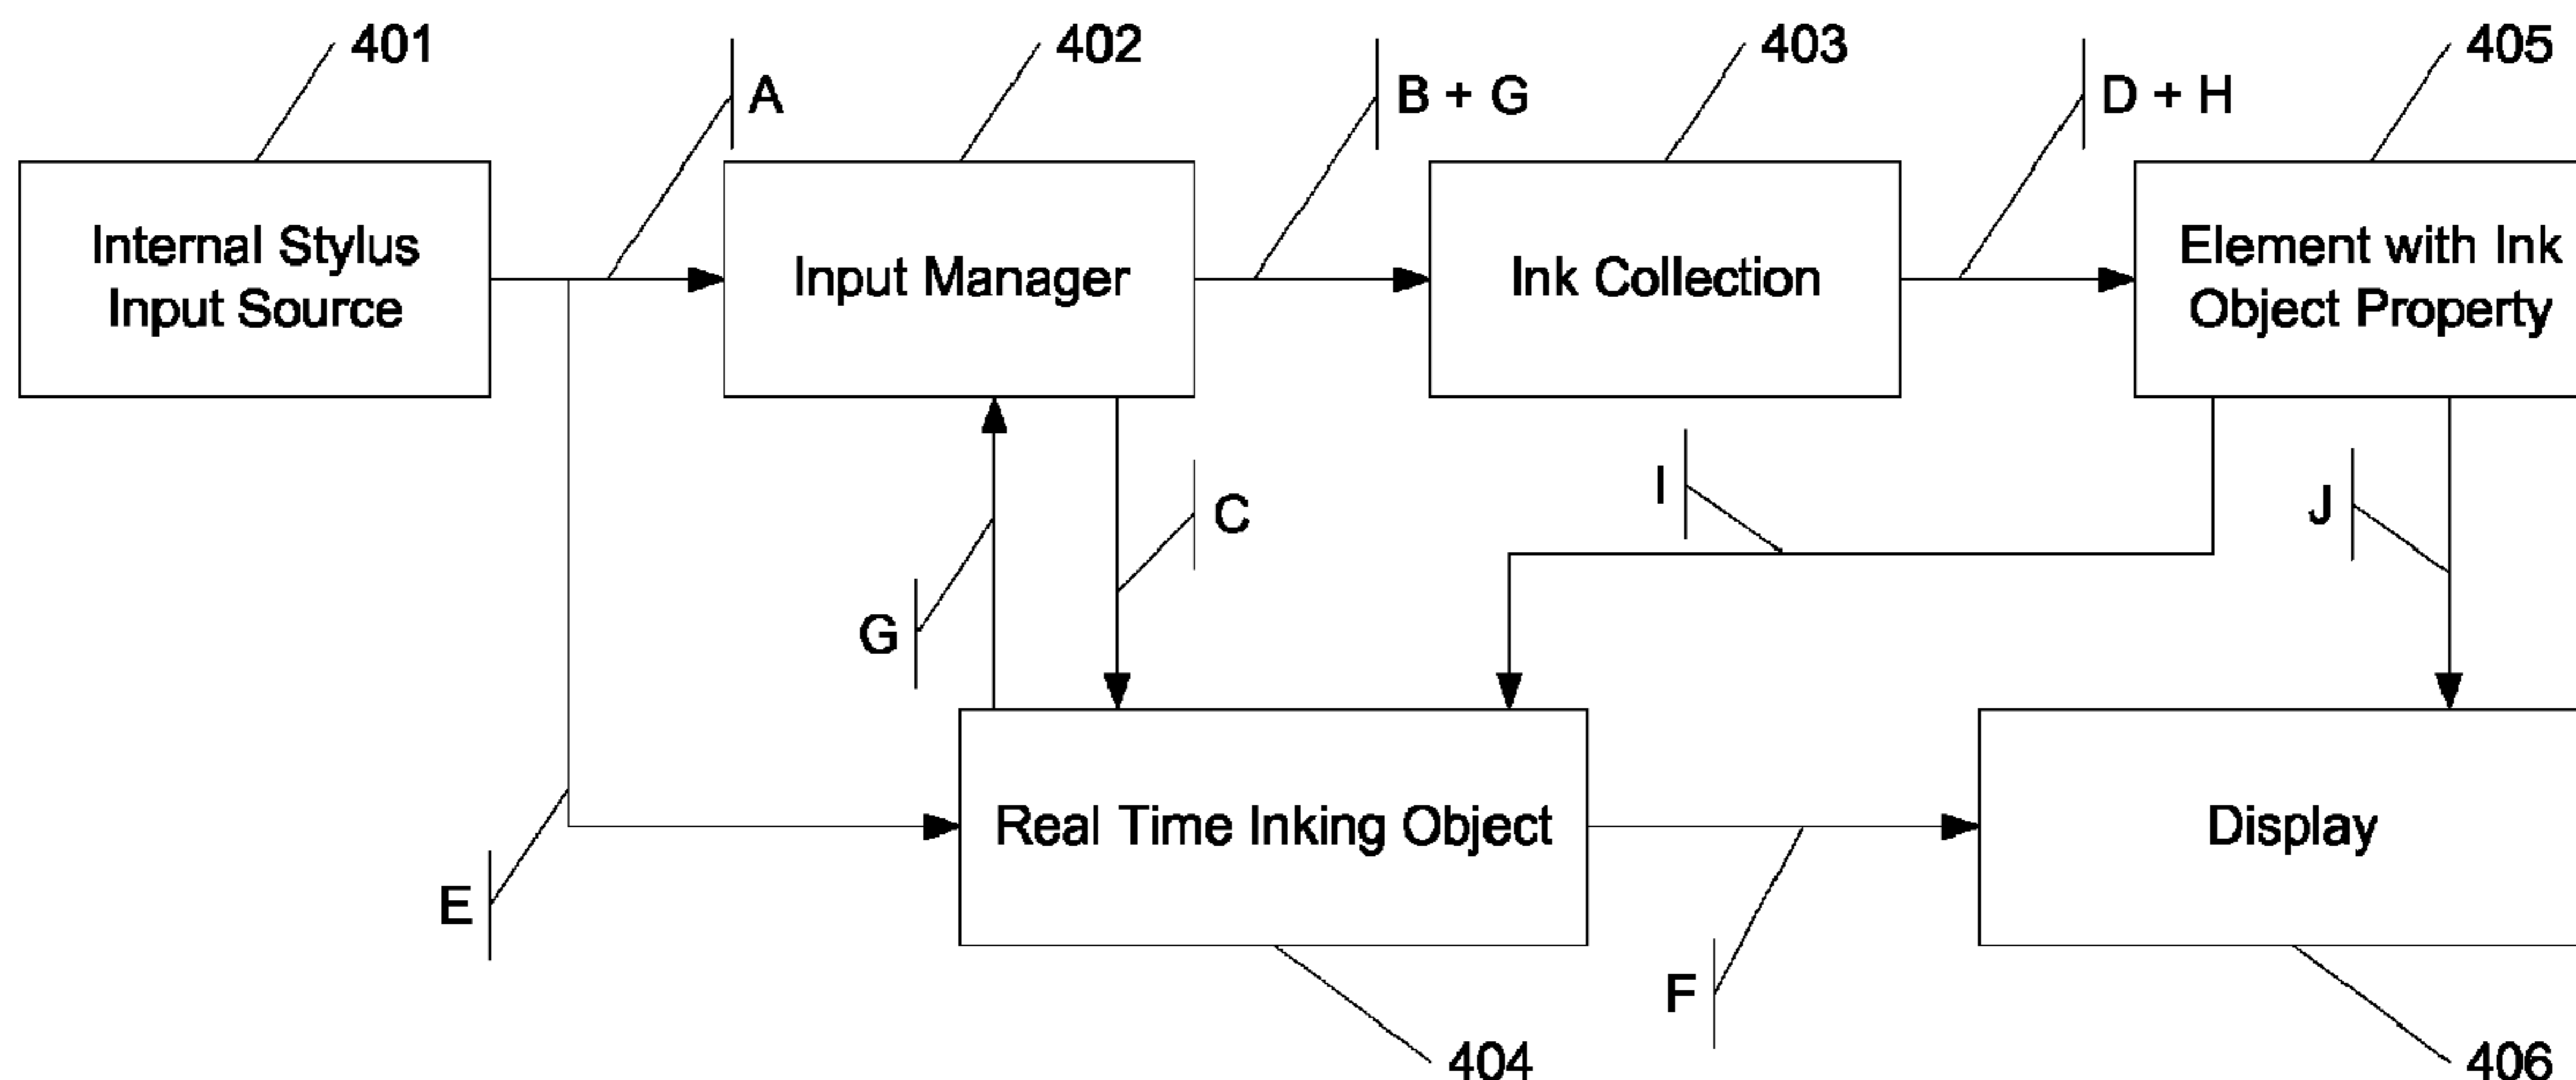 401
402
403
405
A
B + G
D + H
Internal Stylus
Input Source
Input Manager
Ink Collection
Element with Ink
Object Property
I
J
C
G
Real Time Inking Object
Display
E
F
404
406